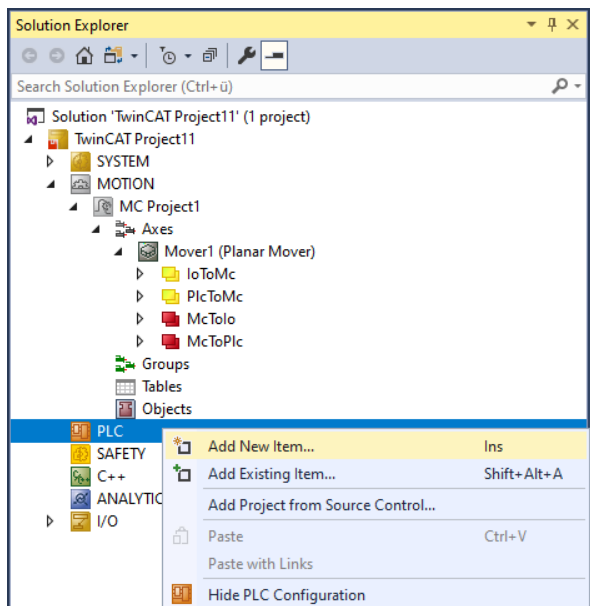 Solution Explorer
Search Solution Explorer (Ctrl+ü)
Solution 'TwinCAT Project11' (1 project)
TwinCAT Project11
SYSTEM
MOTION
MC Project1
Axes
Mover1 (Planar Mover)
IoToMc
PlcToMc
McToIo
McToPlc
Groups
Tables
Objects
PLC
SAFETY
C++
ANALYTIC
I/O
Add New Item... Ins
Add Existing Item... Shift+Alt+A
Add Project from Source Control...
Paste Ctrl+V
Paste with Links
Hide PLC Configuration